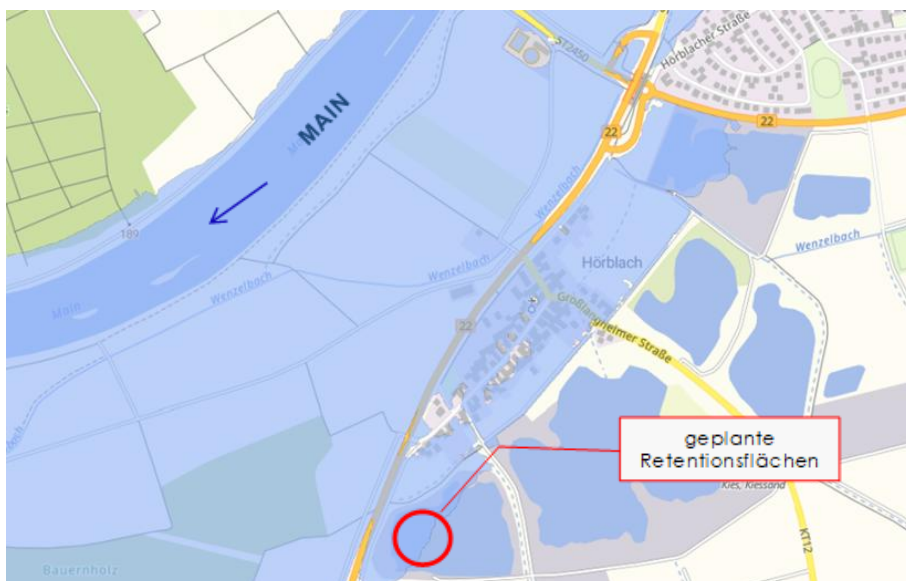 ST2450
Hörblacher Straße
MAIN
22
22
Wenzelbach
189
Wenzelbach
Hörblach
Wenzelbach
Wenzelbach
Main
22
Großlangheimer Straße
geplante
Retentionsflächen
Kies, Kiessand
KT12
Bauernholz